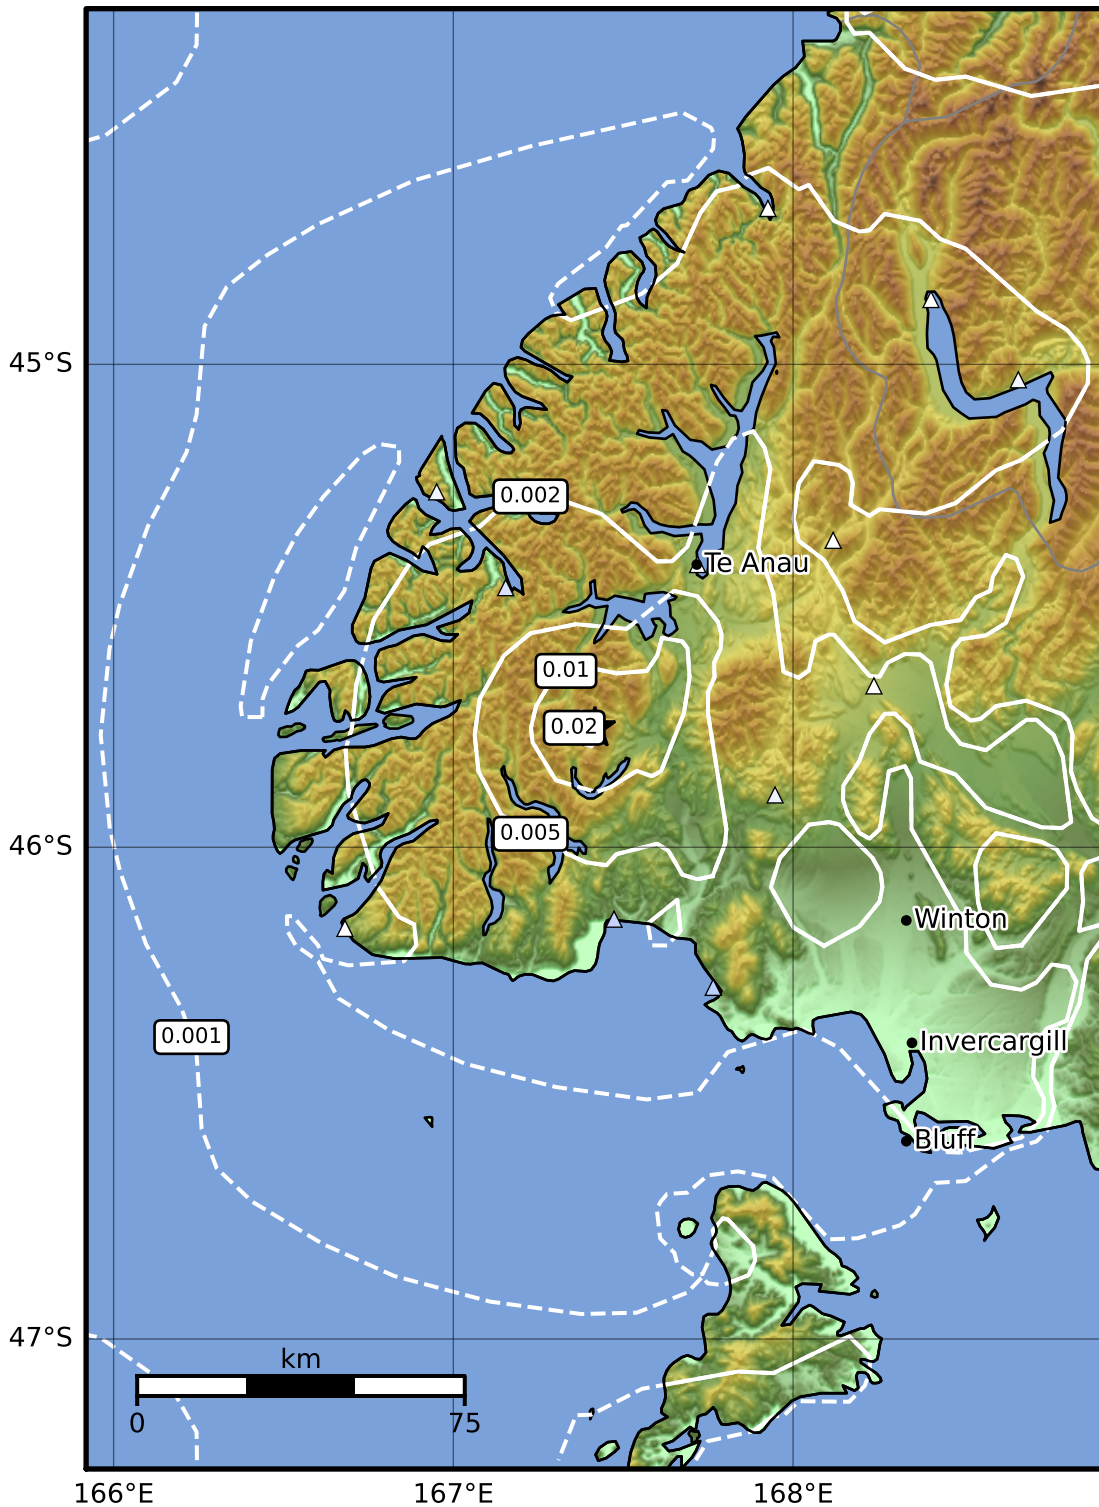 45°S
0.002
Te Anau
0.01
0.02
0.005
46°S
Winton
0.001
Invercargill
Bluff
47°S
km
0 75
166°E 167°E 168°E